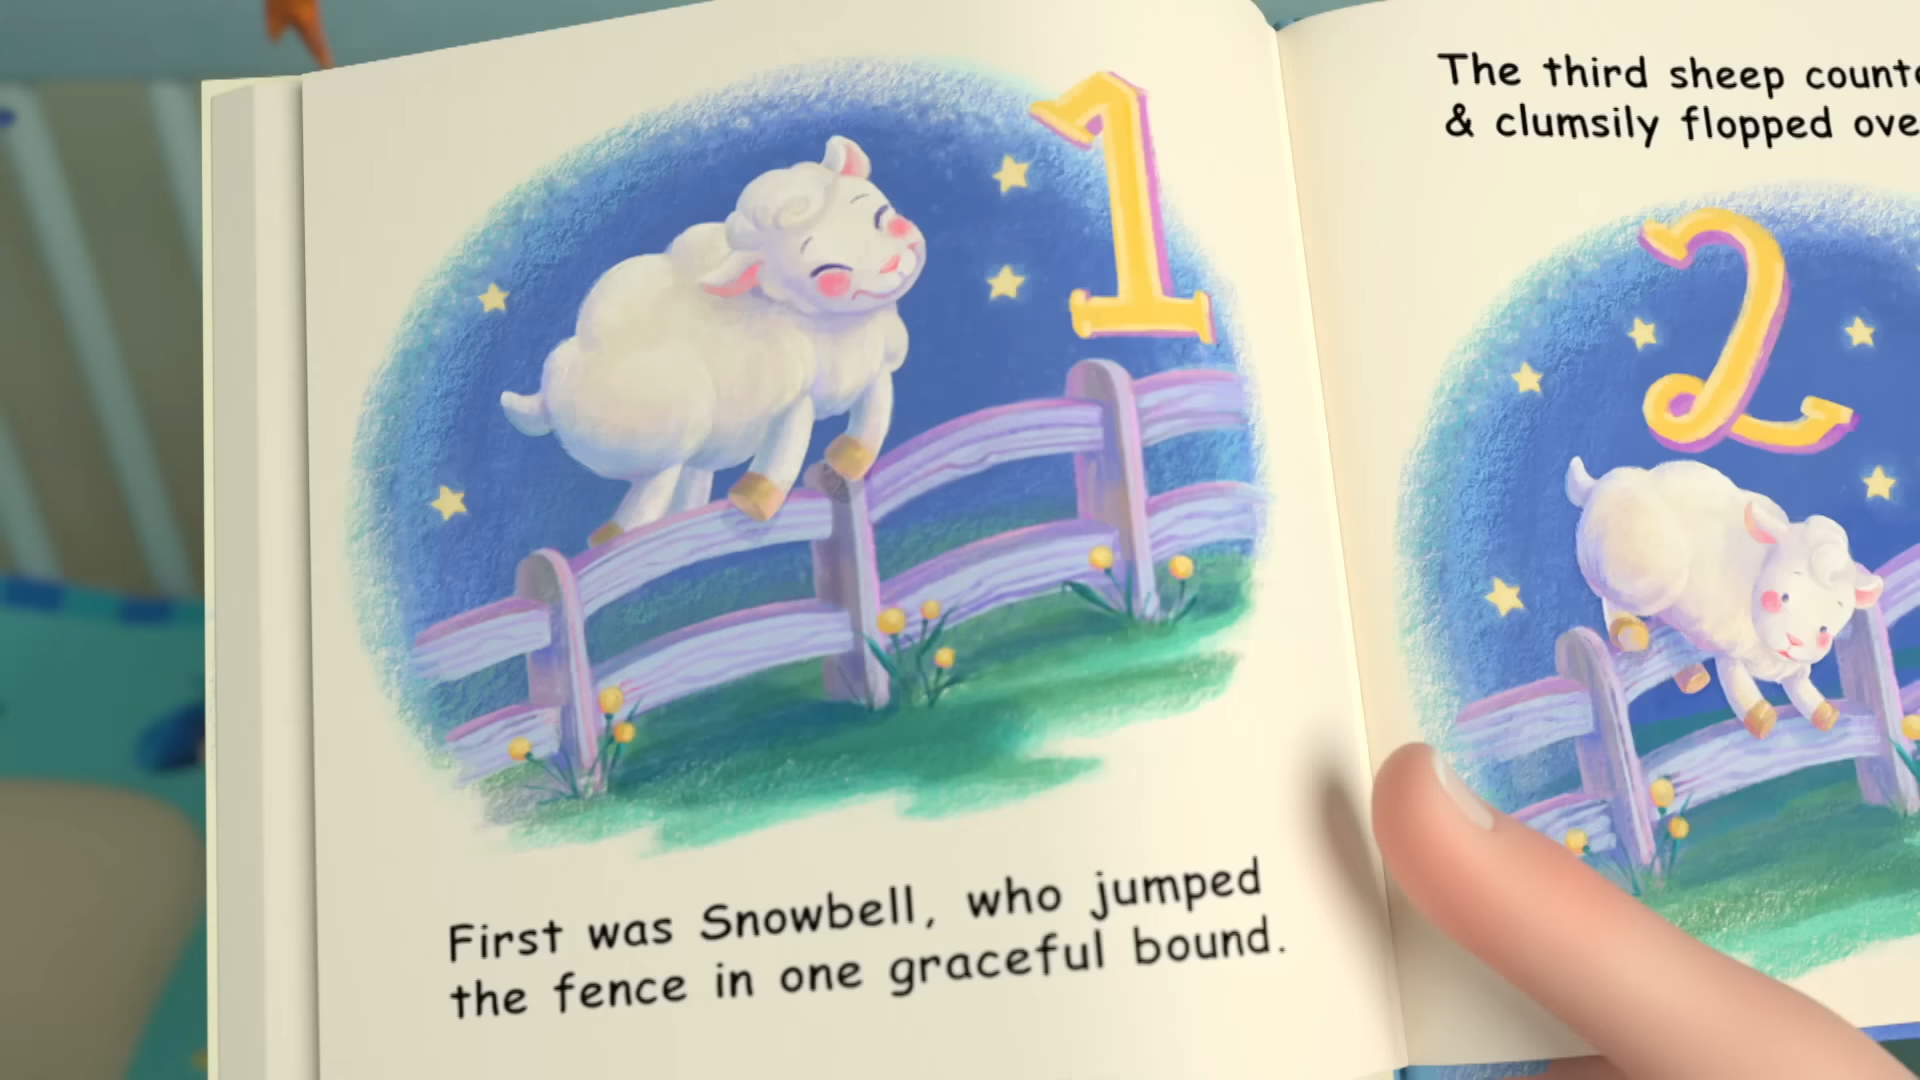 1
First was Snowbell, who jumped
the fence in one graceful bound.
The third sheep
& clumsily flopped
2